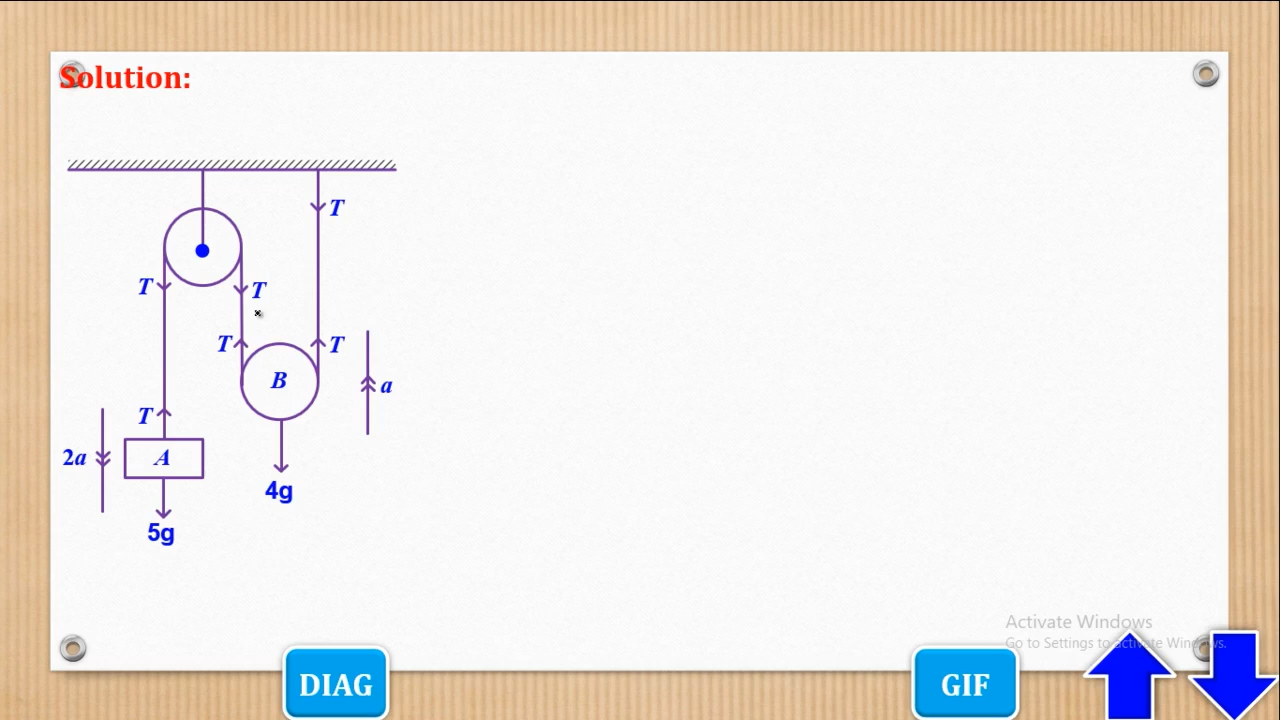 Solution:
T
T
T
T
T
B
a
T
2a
A
4g
5g
Activate Windows
Go to Settings to activate Windows.
DIAG
GIF